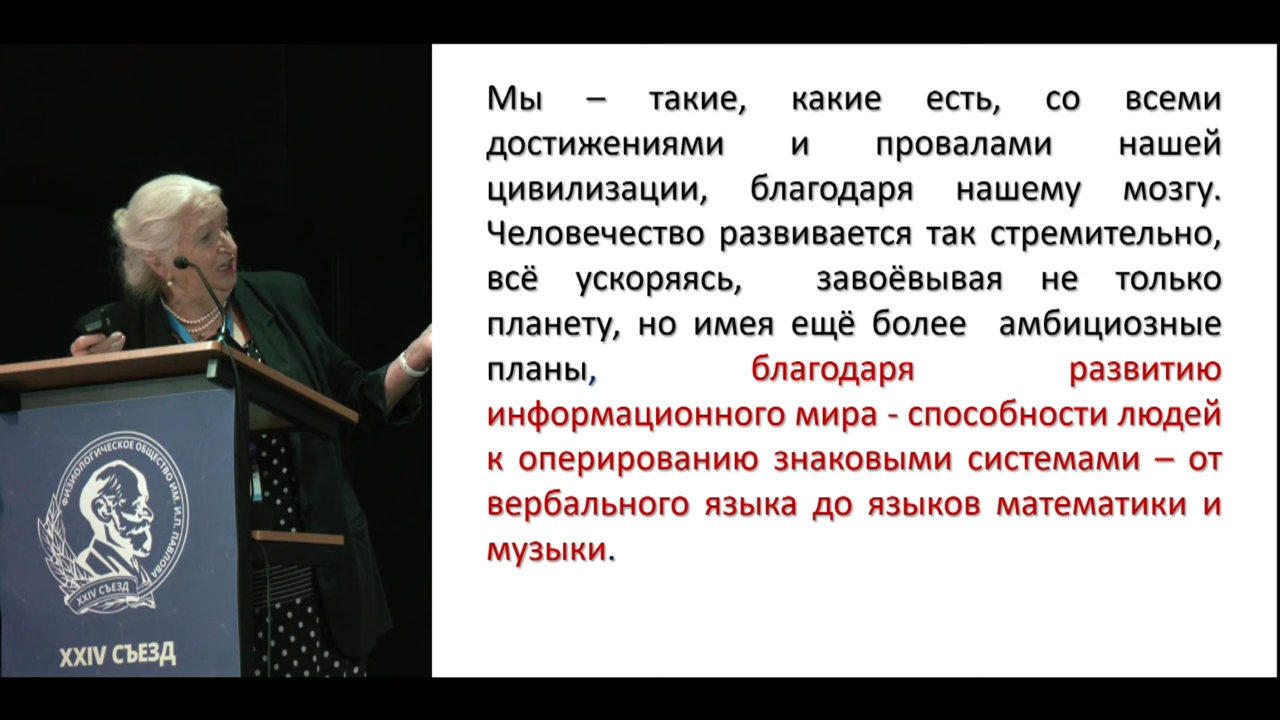 Мы – такие, какие есть, со всеми
достижениями и провалами нашей
цивилизации, благодаря нашему мозгу.
Человечество развивается так стремительно,
всё ускоряясь, завоёвывая не только
планету, но имея ещё более амбициозные
планы, благодаря развитию
информационного мира - способности людей
к оперированию знаковыми системами – от
вербального языка до языков математики и
музыки.
ФИЗИОЛОГИЧЕСКОЕ ОБЩЕСТВО ИМ. И.П. ПАВЛОВА
XXIV СЪЕЗД
XXIV СЪЕЗД